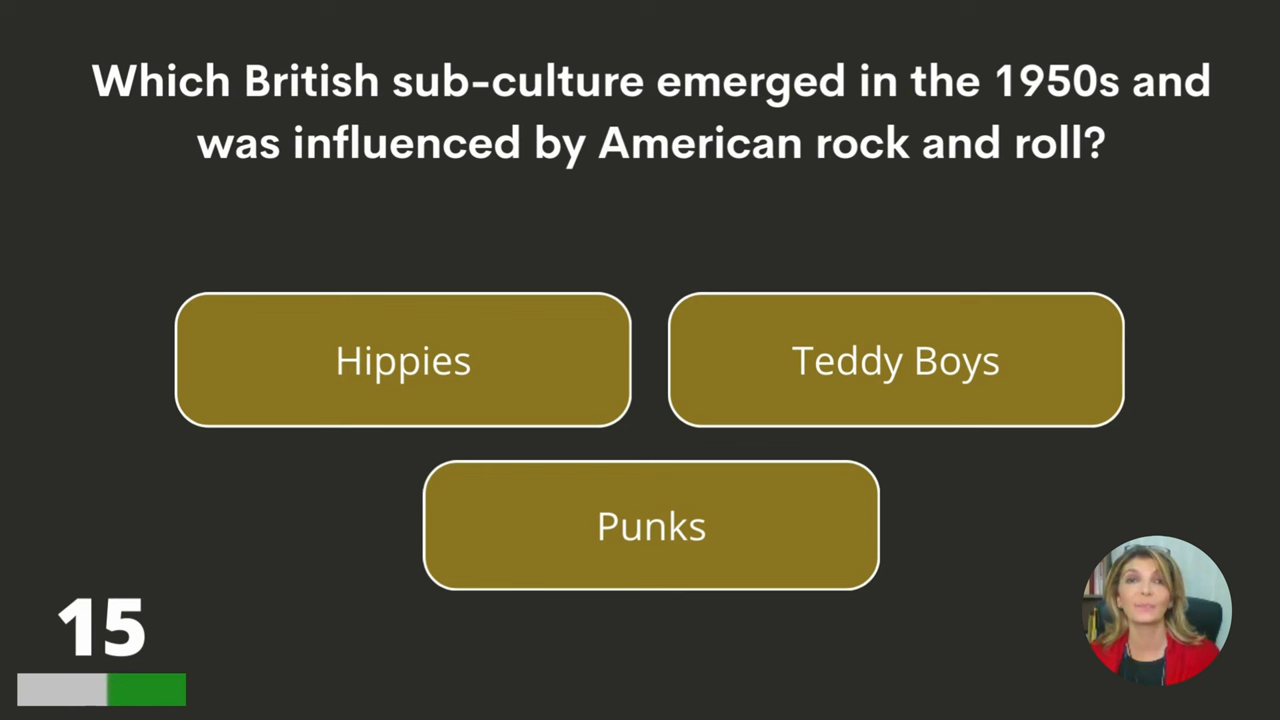 Which British sub-culture emerged in the 1950s and
was influenced by American rock and roll?
Hippies
Teddy Boys
Punks
15